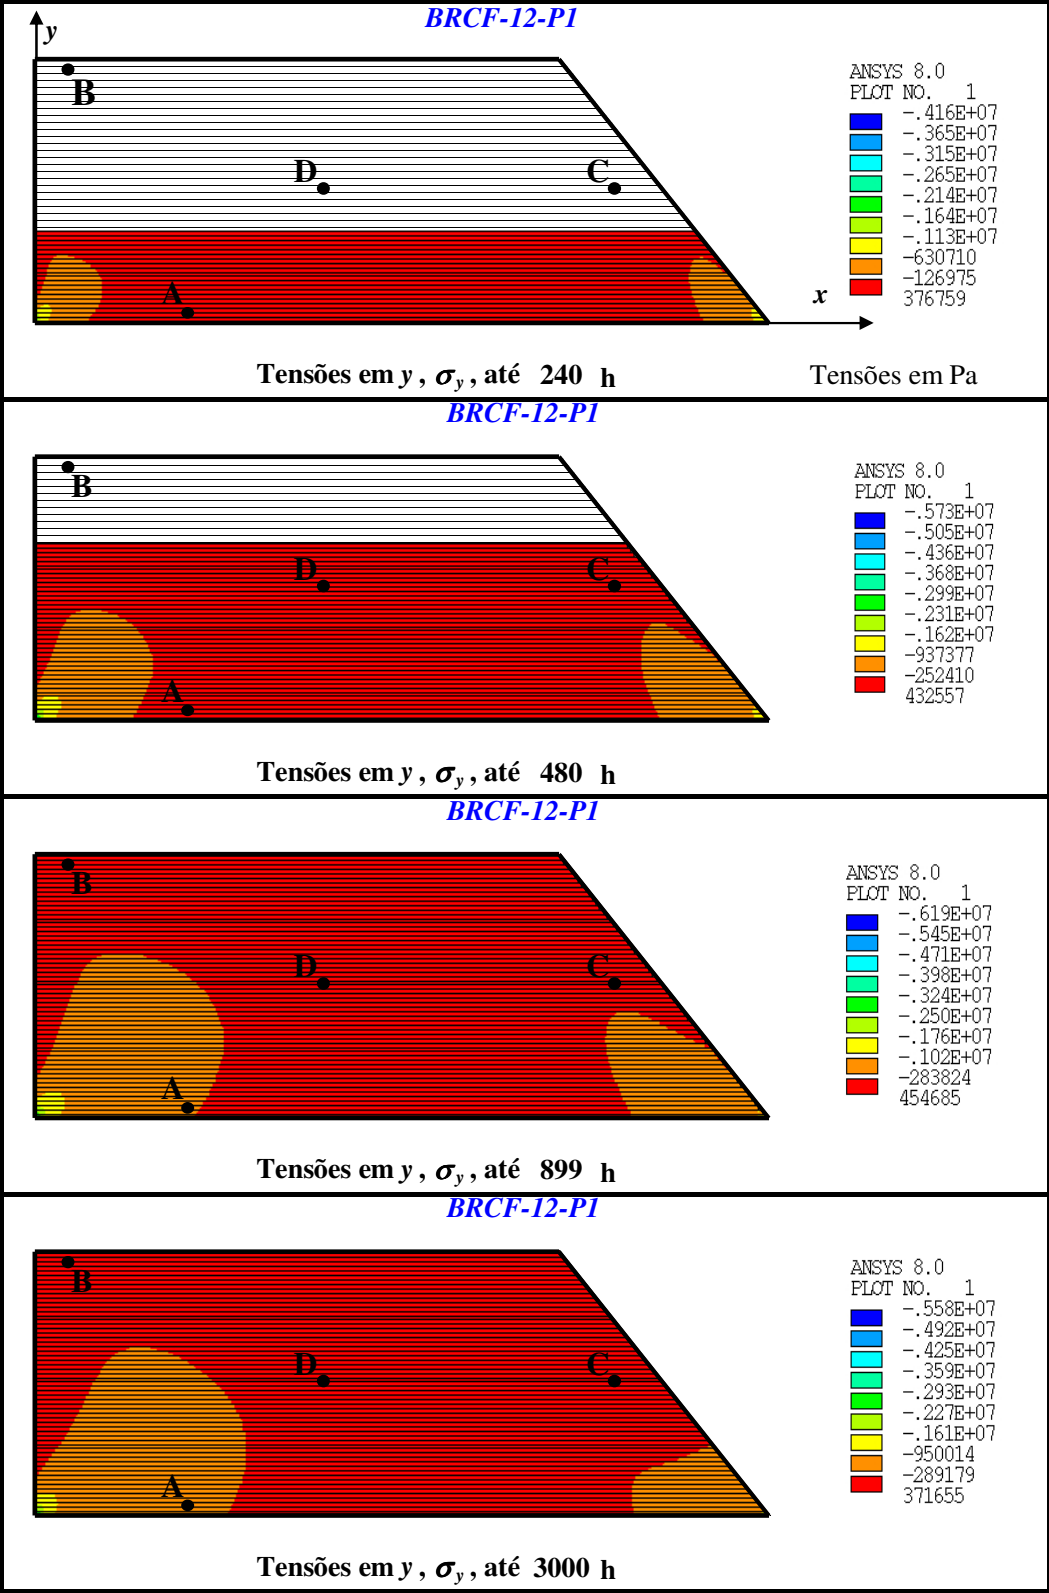 BRCF-12-P1
y
B
D
C
A
x
ANSYS 8.0
PLOT NO. 1
-.416E+07
-.365E+07
-.315E+07
-.265E+07
-.214E+07
-.164E+07
-.113E+07
-630710
-126975
376759
Tensões em y , σy , até 240 h
Tensões em Pa
BRCF-12-P1
B
D
C
A
ANSYS 8.0
PLOT NO. 1
-.573E+07
-.505E+07
-.436E+07
-.368E+07
-.299E+07
-.231E+07
-.162E+07
-937377
-252410
432557
Tensões em y , σy , até 480 h
BRCF-12-P1
B
D
C
A
ANSYS 8.0
PLOT NO. 1
-.619E+07
-.545E+07
-.471E+07
-.398E+07
-.324E+07
-.250E+07
-.176E+07
-.102E+07
-283824
454685
Tensões em y , σy , até 899 h
BRCF-12-P1
B
D
C
A
ANSYS 8.0
PLOT NO. 1
-.558E+07
-.492E+07
-.425E+07
-.359E+07
-.293E+07
-.227E+07
-.161E+07
-950014
-289179
371655
Tensões em y , σy , até 3000 h